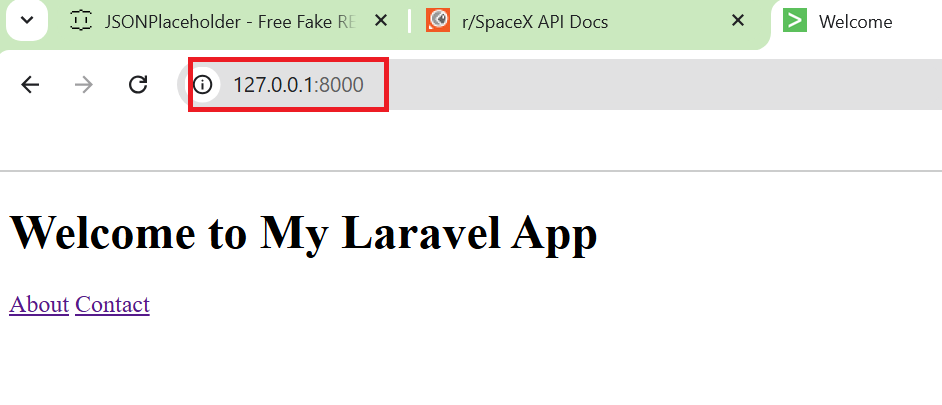 JSONPlaceholder - Free Fake RE
r/SpaceX API Docs
Welcome
127.0.0.1:8000
Welcome to My Laravel App
About Contact